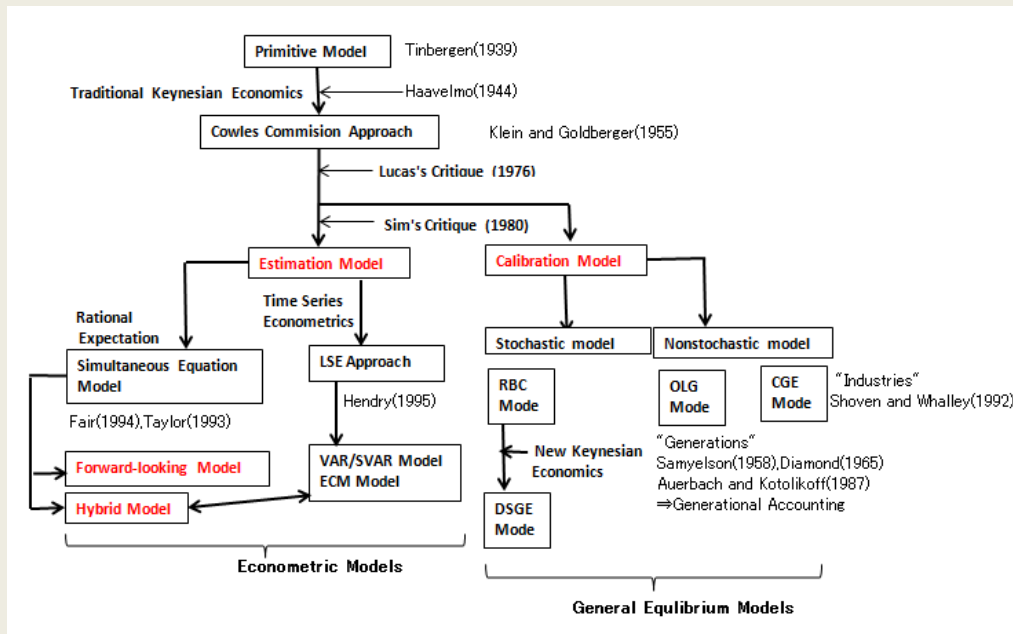 Primitive Model
Tinbergen(1939)
Traditional Keynesian Economics
Haavelmo(1944)
Cowles Commision Approach
Klein and Goldberger(1955)
Lucas's Critique (1976)
Sim's Critique (1980)
Estimation Model
Calibration Model
Time Series
Econometrics
Rational
Expectation
Simultaneous Equation
Model
LSE Approach
Stochastic model
Nonstochastic model
Hendry(1995)
Fair(1994),Taylor(1993)
RBC
Mode
OLG
Mode
CGE
Mode
"Industries"
Shoven and Whalley(1992)
Forward-looking Model
Hybrid Model
VAR/SVAR Model
ECM Model
New Keynesian
Economics
"Generations"
Samyelson(1958),Diamond(1965)
Auerbach and Kotolikoff(1987)
⇒Generational Accounting
DSGE
Mode
Econometric Models
General Equlibrium Models